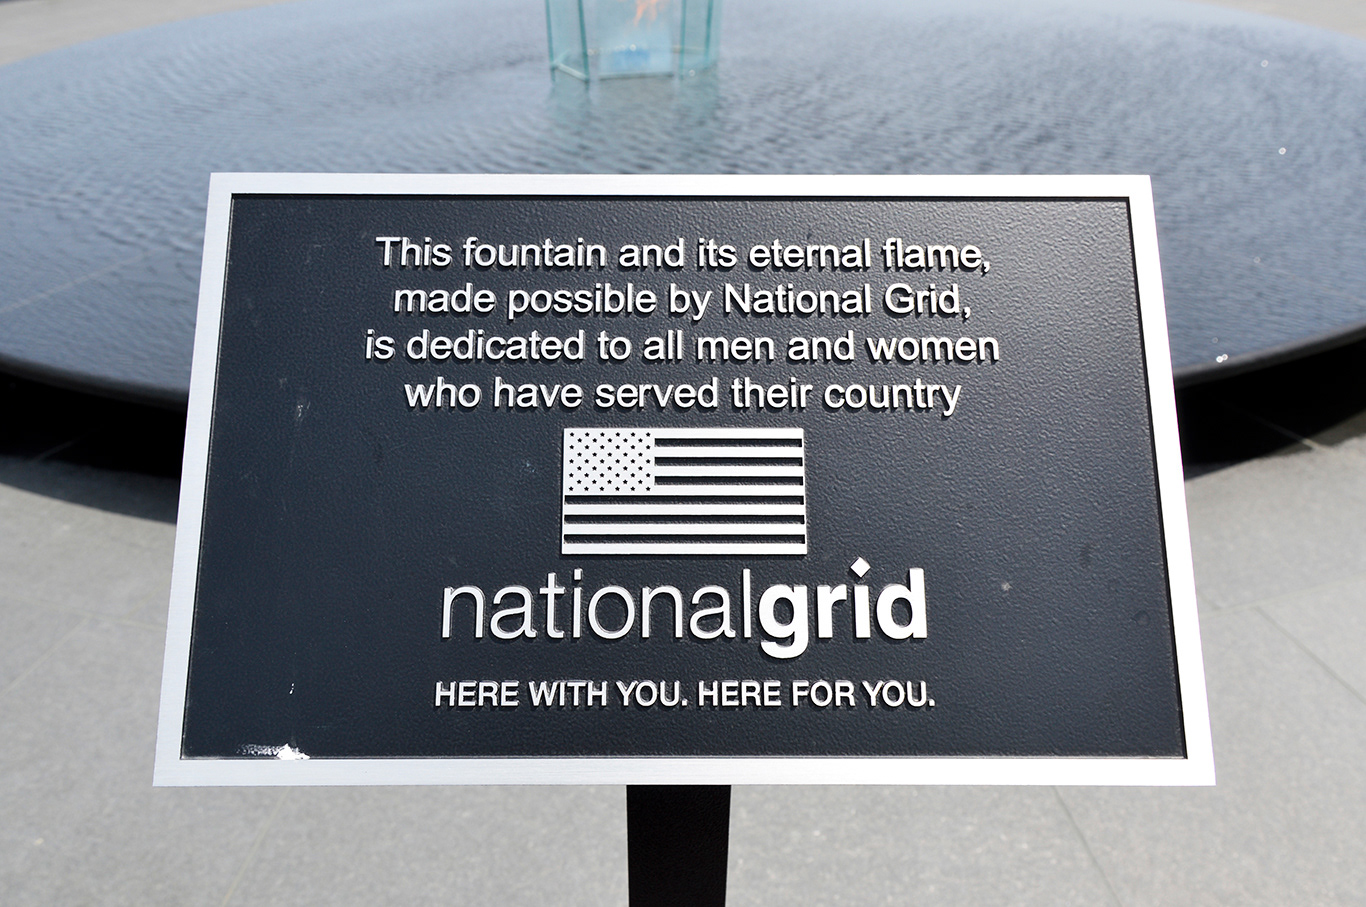 This fountain and its eternal flame,
made possible by National Grid,
is dedicated to all men and women
who have served their country
nationalgrid
HERE WITH YOU. HERE FOR YOU.